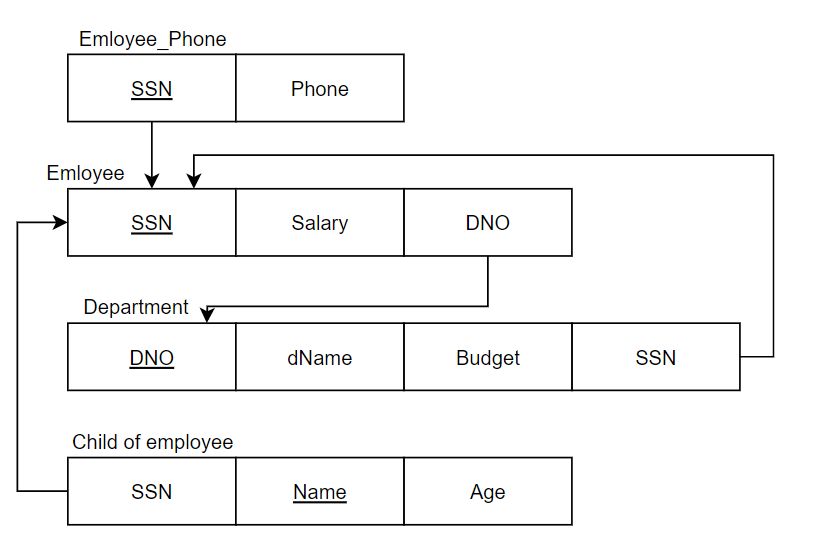 Emloyee_Phone
SSN Phone
Emloyee
SSN Salary DNO
Department
DNO dName Budget SSN
Child of employee
SSN Name Age